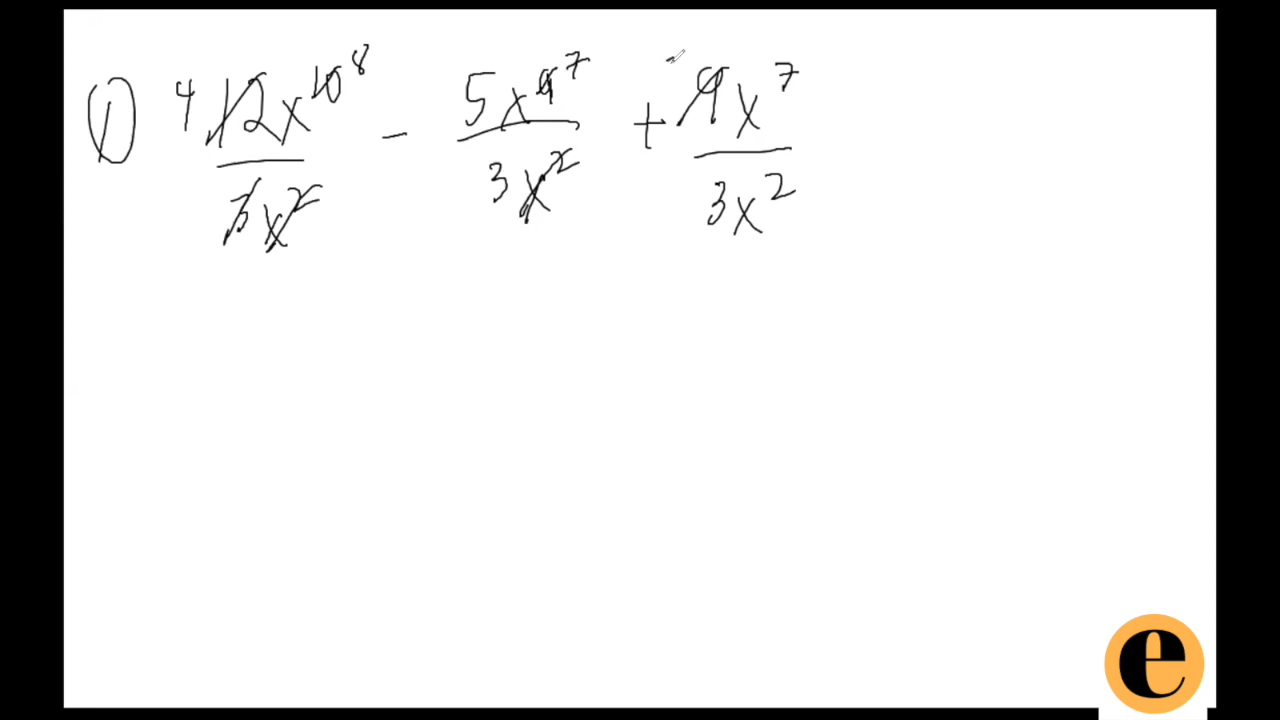 ① 4 12x^10 8 - 5x^9 7 + 9x^7
3x^2 3x^2 3x^2
e